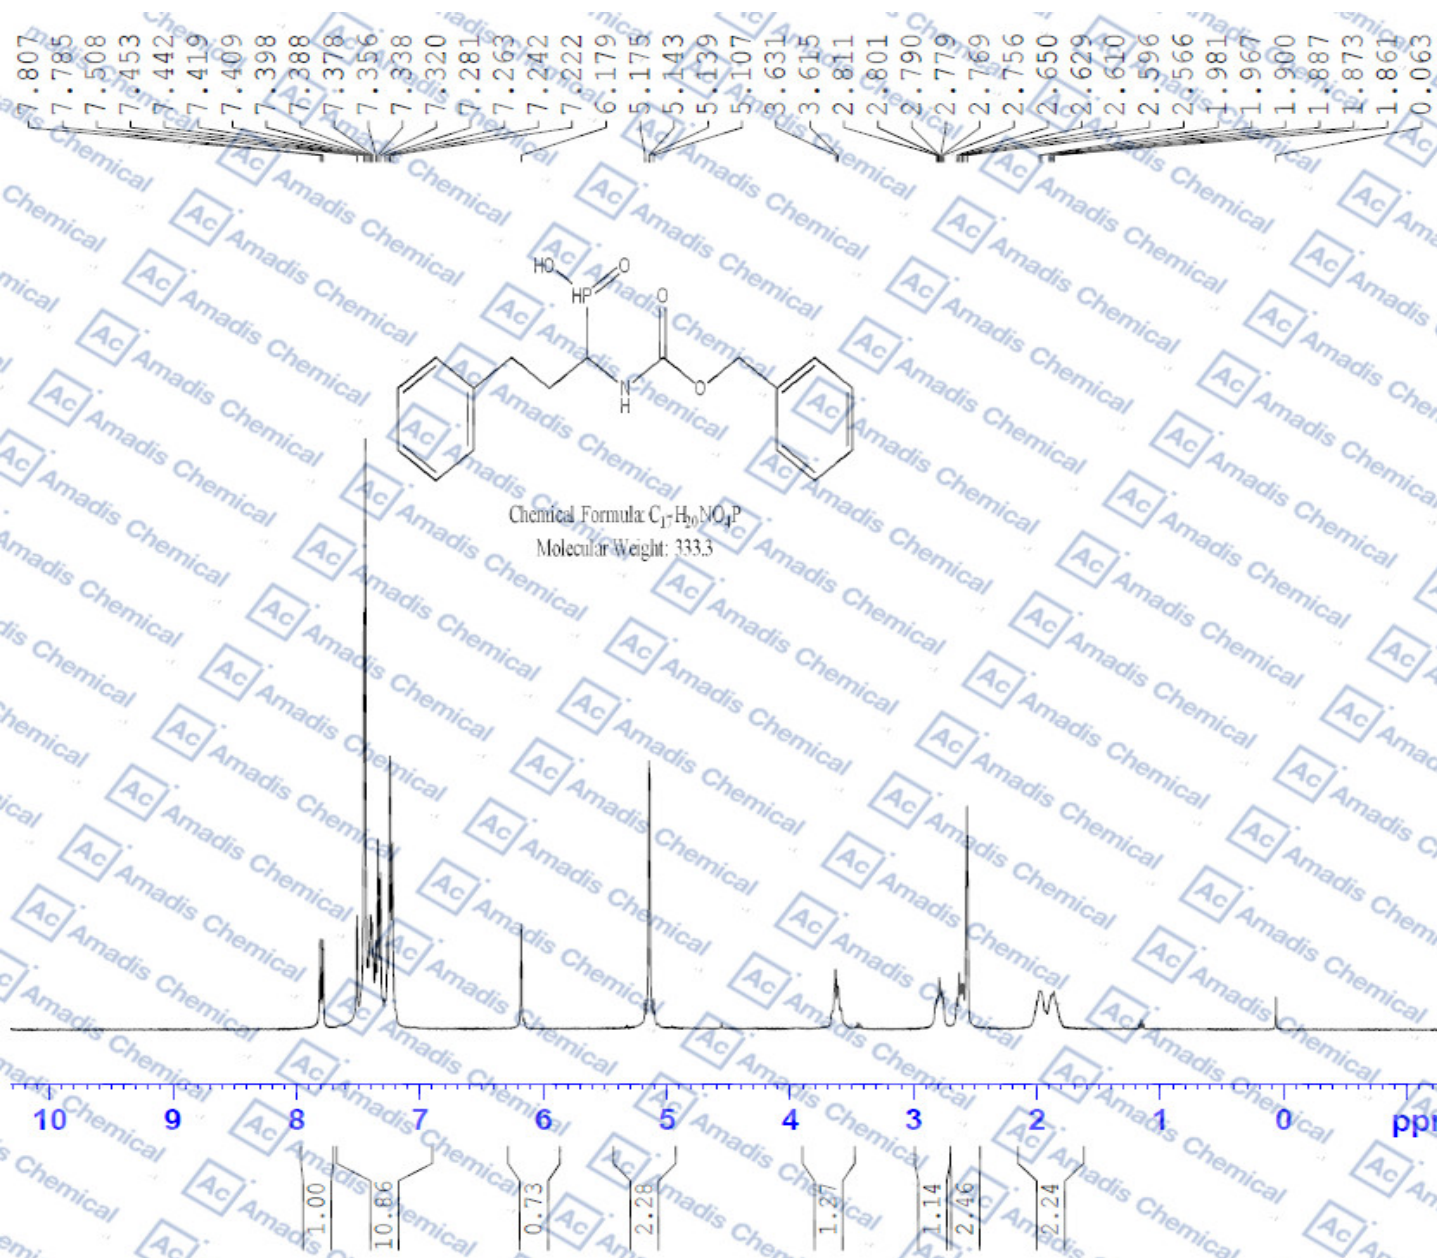 7.807 7.785 7.508 7.453 7.442 7.419 7.409 7.398 7.388 7.378 7.356 7.338 7.320 7.281 7.263 7.242 7.222 6.179 5.175 5.143 5.139 5.107 3.631 3.615 2.811 2.801 2.790 2.779 2.769 2.756 2.650 2.629 2.610 2.596 2.566 1.981 1.967 1.900 1.887 1.873 1.861 0.063
HO O
HP O
N O
H
Chemical Formula: C17H20NO4P
Molecular Weight: 333.3
10 9 8 7 6 5 4 3 2 1 0 ppm
1.00 10.86 0.73 2.28 1.27 1.14 2.46 2.24
Ac Amadis Chemical